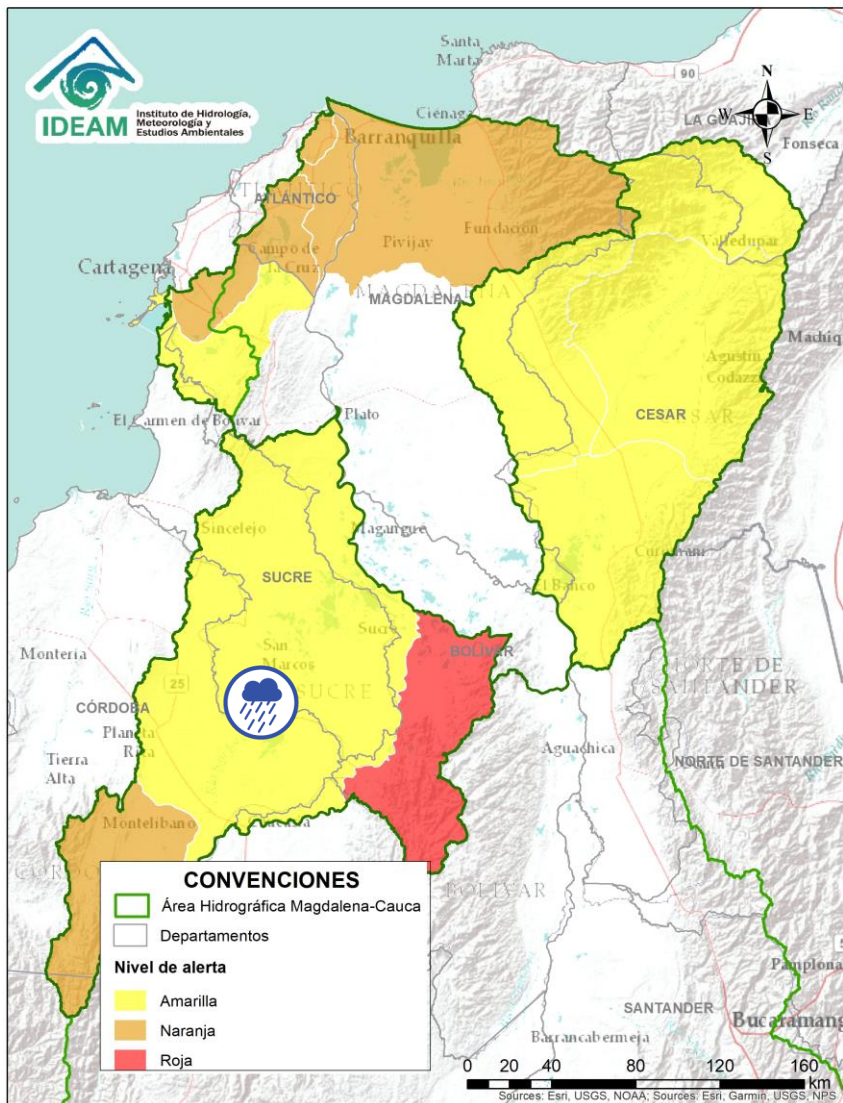 IDEAM
Instituto de Hidrología,
Meteorología y
Estudios Ambientales
Santa
Marta
90
N
W
E
S
LA GUAJIRA
Ciénaga
Fonseca
Barranquilla
ATLÁNTICO
Campo de
la Cruz
Pivijay
Fundación
Valledupar
Cartagena
MAGDALENA
Agustín
Codazzi
CESAR
El Carmen de Bolívar
Plato
Sincelejo
Magangue
SUCRE
El Banco
Sucre
BOLÍVAR
San
Marcos
SUCRE
Montería
25
CÓRDOBA
Planeta
Rica
Tierra
Alta
NORTE DE
SANTANDER
Aguachica
NORTE DE SANTANDER
Montelibano
BOLÍVAR
CONVENCIONES
Área Hidrográfica Magdalena-Cauca
Departamentos
Nivel de alerta
Amarilla
Naranja
Roja
Pamplona
SANTANDER
Barrancabermeja
0 20 40 80 120 160
km
Sources: Esri, USGS, NOAA; Sources: Esri, Garmin, USGS, NPS